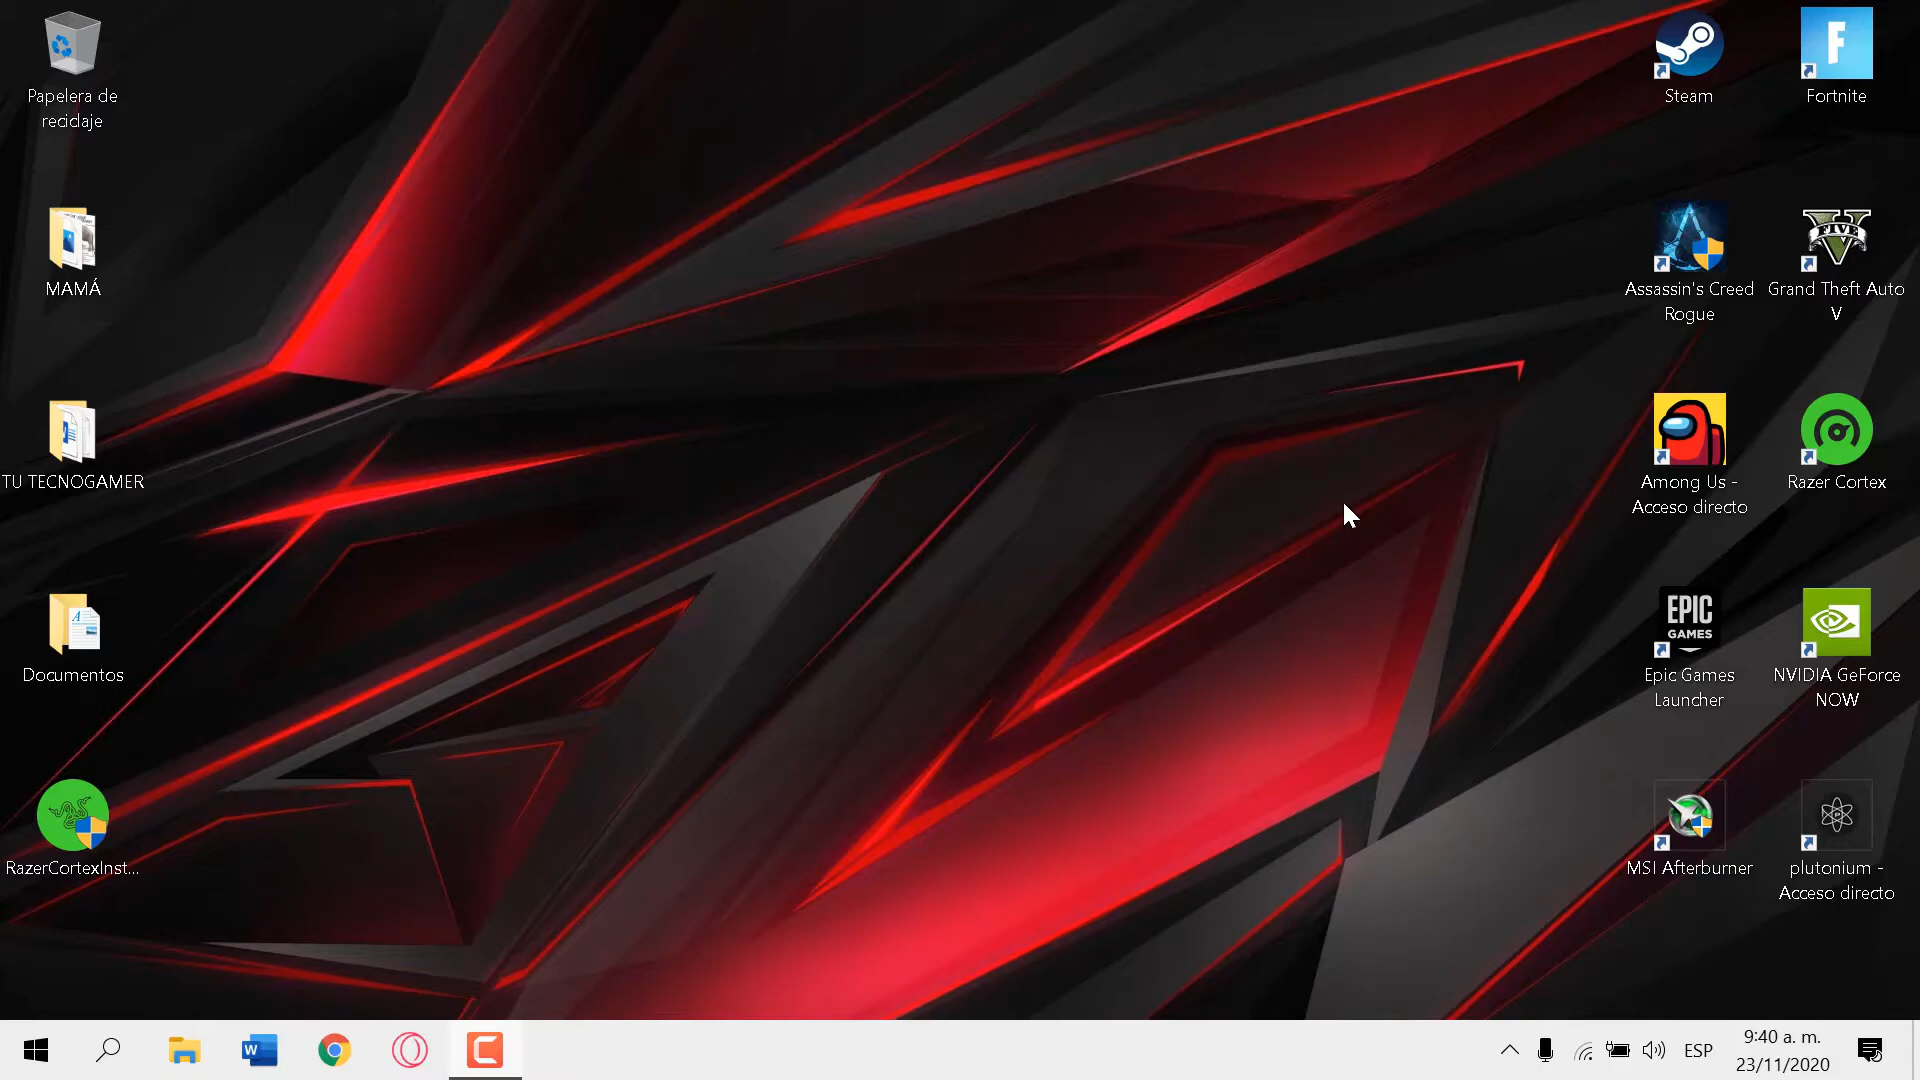 Papelera de
reciclaje
MAMÁ
TU TECNOGAMER
Documentos
RazerCortexInst...
Steam
F
Fortnite
Assassin's Creed
Rogue
FIVE
V
Grand Theft Auto
V
Among Us -
Acceso directo
Razer Cortex
EPIC
GAMES
Epic Games
Launcher
NVIDIA GeForce
NOW
MSI Afterburner
plutonium -
Acceso directo
W
C
ESP
9:40 a. m.
23/11/2020